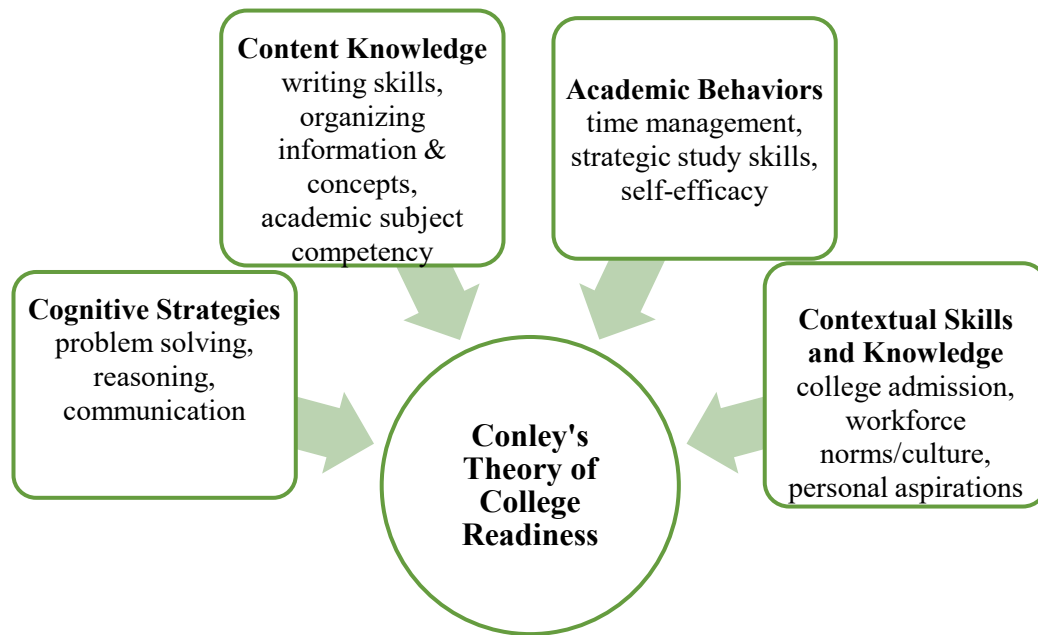 Content Knowledge
writing skills,
organizing
information &
concepts,
academic subject
competency
Academic Behaviors
time management,
strategic study skills,
self-efficacy
Cognitive Strategies
problem solving,
reasoning,
communication
Contextual Skills
and Knowledge
college admission,
workforce
norms/culture,
personal aspirations
Conley's
Theory of
College
Readiness